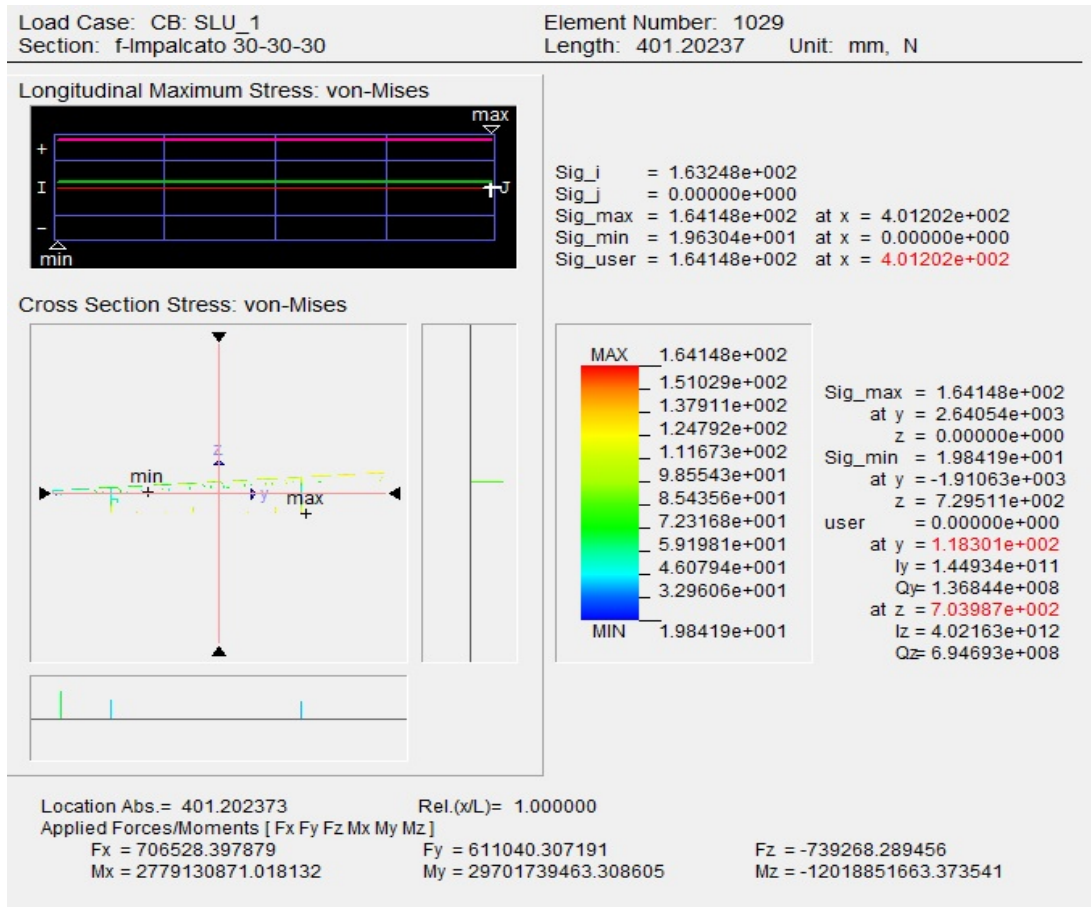 Load Case: CB: SLU_1
Section: f-Impalcato 30-30-30
Element Number: 1029
Length: 401.20237 Unit: mm, N
Longitudinal Maximum Stress: von-Mises
max
+
I
J
-
min
Sig_i = 1.63248e+002
Sig_j = 0.00000e+000
Sig_max = 1.64148e+002 at x = 4.01202e+002
Sig_min = 1.96304e+001 at x = 0.00000e+000
Sig_user = 1.64148e+002 at x = 4.01202e+002
Cross Section Stress: von-Mises
z
min
y
max
MAX 1.64148e+002
1.51029e+002
1.37911e+002
1.24792e+002
1.11673e+002
9.85543e+001
8.54356e+001
7.23168e+001
5.91981e+001
4.60794e+001
3.29606e+001
MIN 1.98419e+001
Sig_max = 1.64148e+002
at y = 2.64054e+003
z = 0.00000e+000
Sig_min = 1.98419e+001
at y = -1.91063e+003
z = 7.29511e+002
user = 0.00000e+000
at y = 1.18301e+002
Iy = 1.44934e+011
Qy= 1.36844e+008
at z = 7.03987e+002
Iz = 4.02163e+012
Qz= 6.94693e+008
Location Abs.= 401.202373 Rel.(x/L)= 1.000000
Applied Forces/Moments [ Fx Fy Fz Mx My Mz ]
Fx = 706528.397879 Fy = 611040.307191 Fz = -739268.289456
Mx = 2779130871.018132 My = 29701739463.308605 Mz = -12018851663.373541